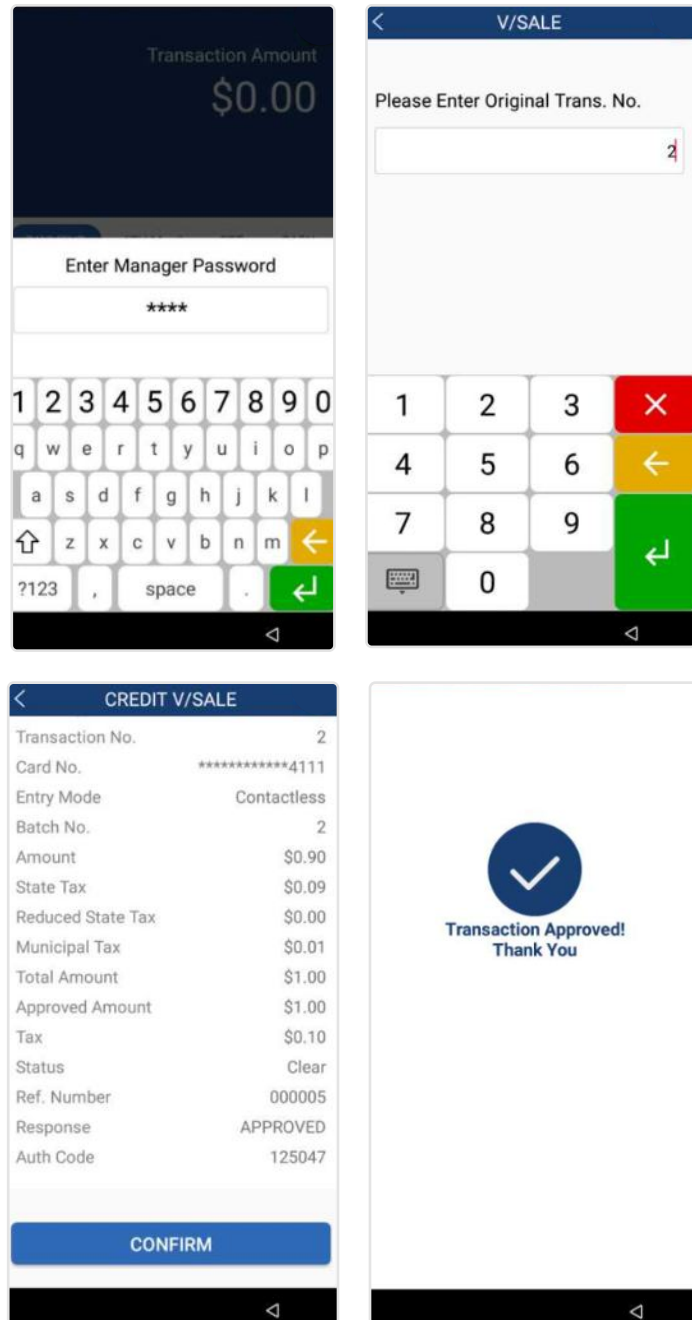 Transaction Amount
$0.00
Enter Manager Password
****
1 2 3 4 5 6 7 8 9 0
q w e r t y u i o p
a s d f g h j k l
z x c v b n m
?123 , space .
V/SALE
Please Enter Original Trans. No.
2
1 2 3
4 5 6
7 8 9
0
CREDIT V/SALE
Transaction No. 2
Card No. ************4111
Entry Mode Contactless
Batch No. 2
Amount $0.90
State Tax $0.09
Reduced State Tax $0.00
Municipal Tax $0.01
Total Amount $1.00
Approved Amount $1.00
Tax $0.10
Status Clear
Ref. Number 000005
Response APPROVED
Auth Code 125047
CONFIRM
Transaction Approved!
Thank You